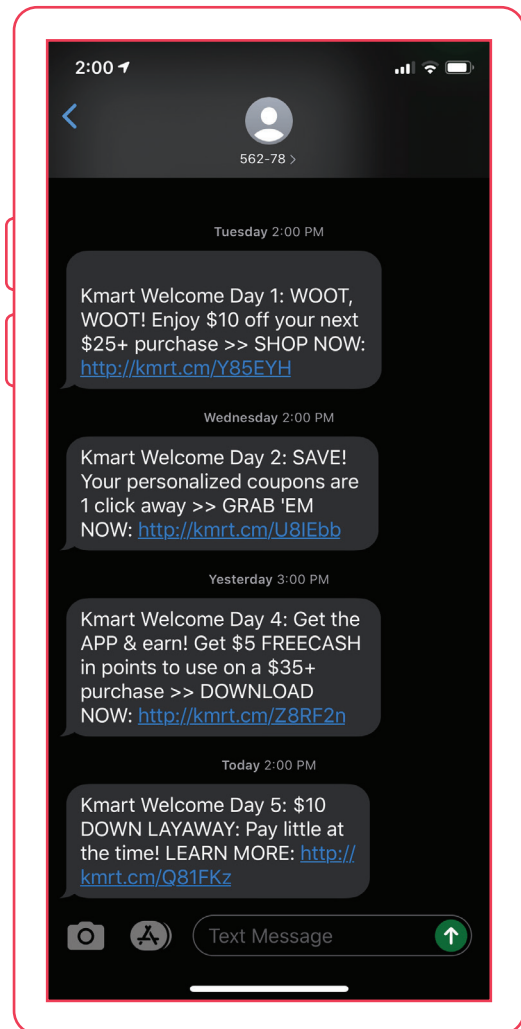 2:00
562-78 >
Tuesday 2:00 PM
Kmart Welcome Day 1: WOOT,
WOOT! Enjoy $10 off your next
$25+ purchase >> SHOP NOW:
http://kmrt.cm/Y85EYH
Wednesday 2:00 PM
Kmart Welcome Day 2: SAVE!
Your personalized coupons are
1 click away >> GRAB 'EM
NOW: http://kmrt.cm/U8IEbb
Yesterday 3:00 PM
Kmart Welcome Day 4: Get the
APP & earn! Get $5 FREECASH
in points to use on a $35+
purchase >> DOWNLOAD
NOW: http://kmrt.cm/Z8RF2n
Today 2:00 PM
Kmart Welcome Day 5: $10
DOWN LAYAWAY: Pay little at
the time! LEARN MORE: http://
kmrt.cm/Q81FKz
Text Message